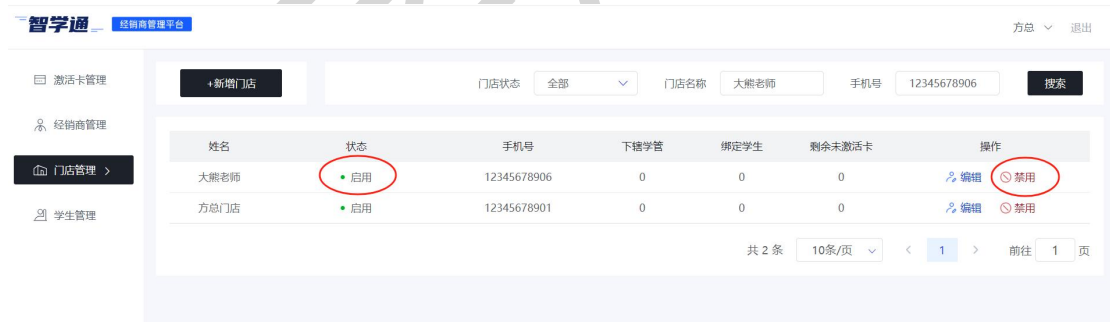 智学通 经销商管理平台 方总 退出
激活卡管理 +新增门店 门店状态 全部 门店名称 大熊老师 手机号 12345678906 搜索
经销商管理
姓名 状态 手机号 下辖学管 绑定学生 剩余未激活卡 操作
门店管理 >
大熊老师 启用 12345678906 0 0 0 编辑 禁用
学生管理
方总门店 启用 12345678901 0 0 0 编辑 禁用
共 2 条 10条/页 < 1 > 前往 1 页